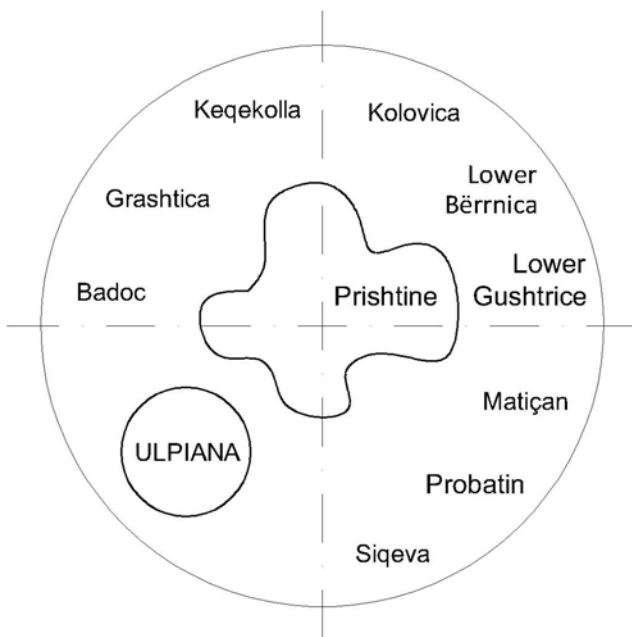 Keqekolla
Kolovica
Lower
Bërrnica
Grashtica
Lower
Gushtrice
Badoc
Prishtine
Matiçan
ULPIANA
Probatin
Siqeva